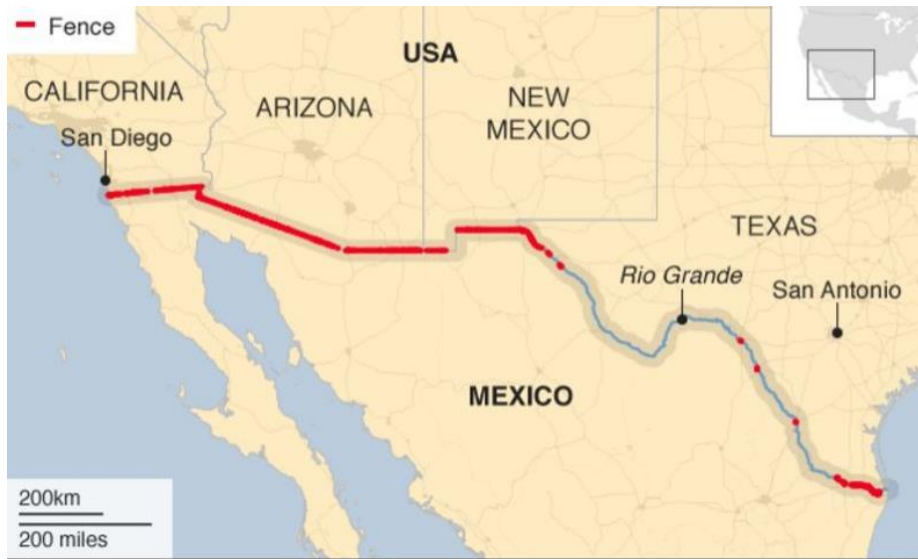 Fence
USA
CALIFORNIA
ARIZONA
NEW
MEXICO
San Diego
TEXAS
Rio Grande
San Antonio
MEXICO
200km
200 miles